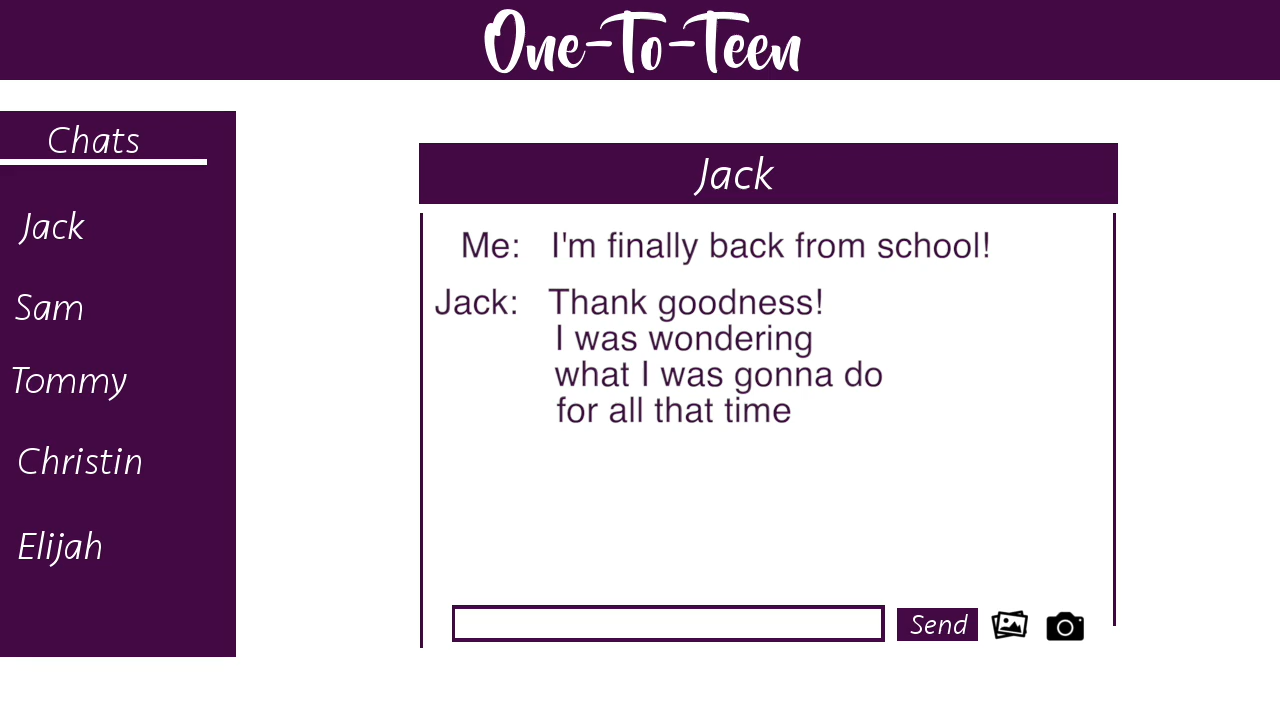 One-To-Teen
Chats
Jack
Sam
Tommy
Christin
Elijah
Jack
Me: I'm finally back from school!
Jack: Thank goodness!
I was wondering
what I was gonna do
for all that time
Send